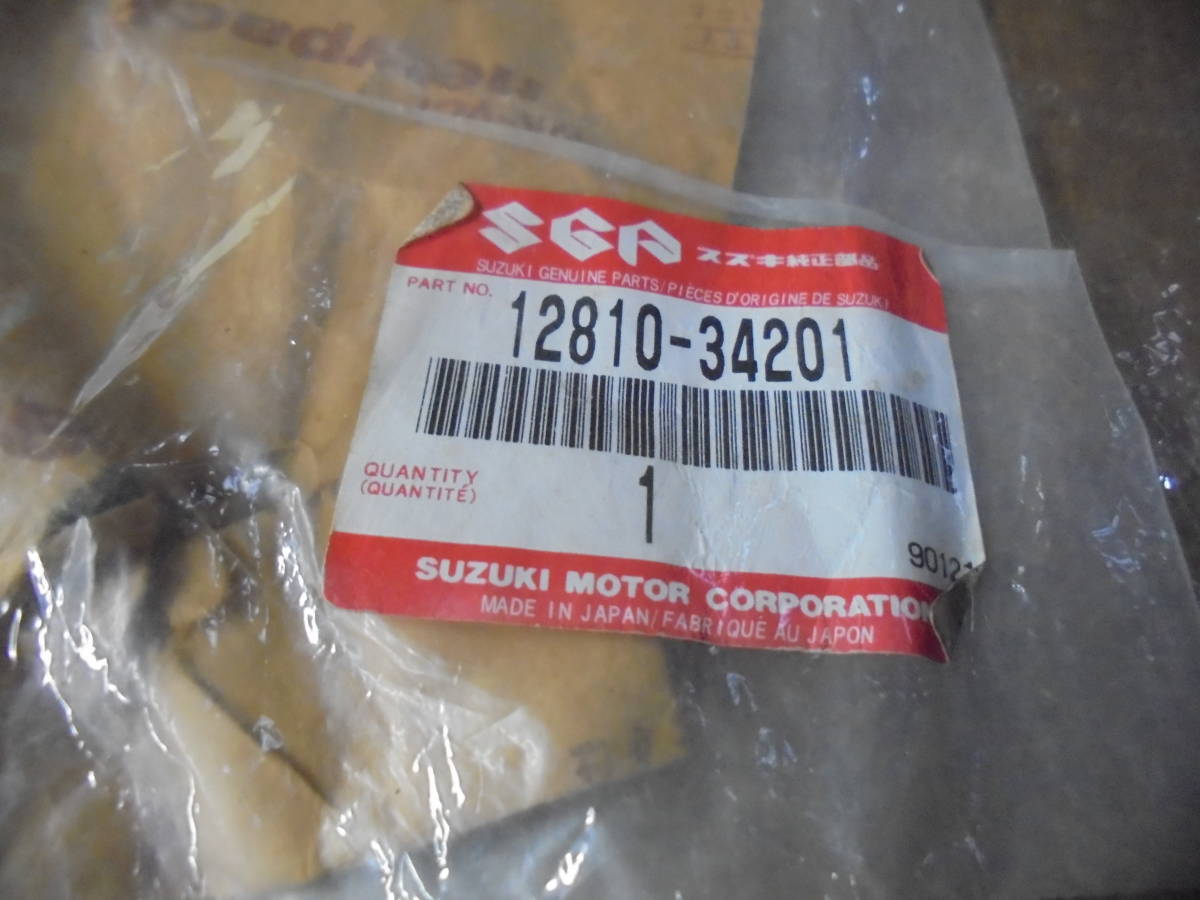 SGP スズキ純正部品
SUZUKI GENUINE PARTS/PIÈCES D'ORIGINE DE SUZUKI
PART NO. 12810-34201
QUANTITY
(QUANTITÉ)
1
9012
SUZUKI MOTOR CORPORATION
MADE IN JAPAN/FABRIQUÉ AU JAPON